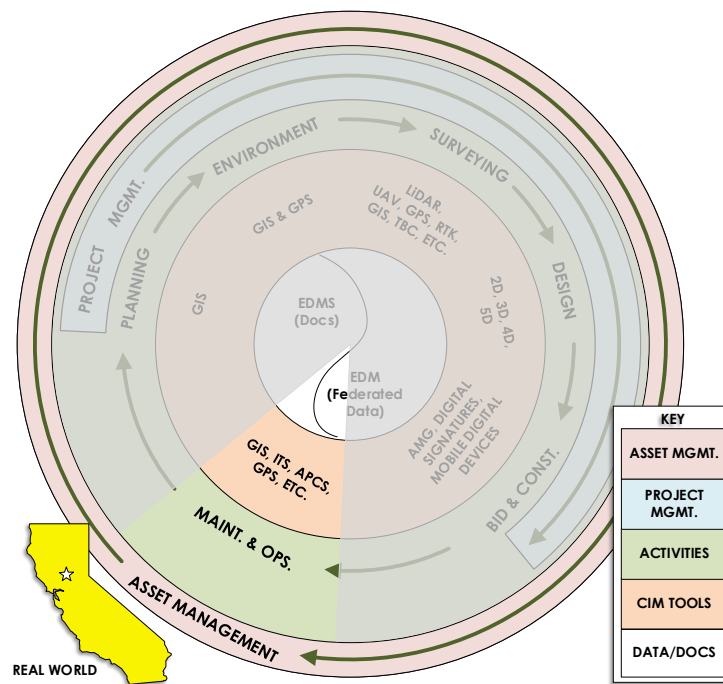 ENVIRONMENT
SURVEYING
PROJECT MGMT.
PLANNING
GIS & GPS
LiDAR,
UAV, GPS, RTK,
GIS, TBC, ETC.
GIS
EDMS
(Docs)
2D, 3D, 4D,
5D
DESIGN
EDM
(Federated
Data)
AMG, DIGITAL
SIGNATURES,
MOBILE DIGITAL
DEVICES
BID & CONST.
GIS, ITS, APCS,
GPS, ETC.
MAINT. & OPS.
ASSET MANAGEMENT
REAL WORLD
KEY
ASSET MGMT.
PROJECT
MGMT.
ACTIVITIES
CIM TOOLS
DATA/DOCS